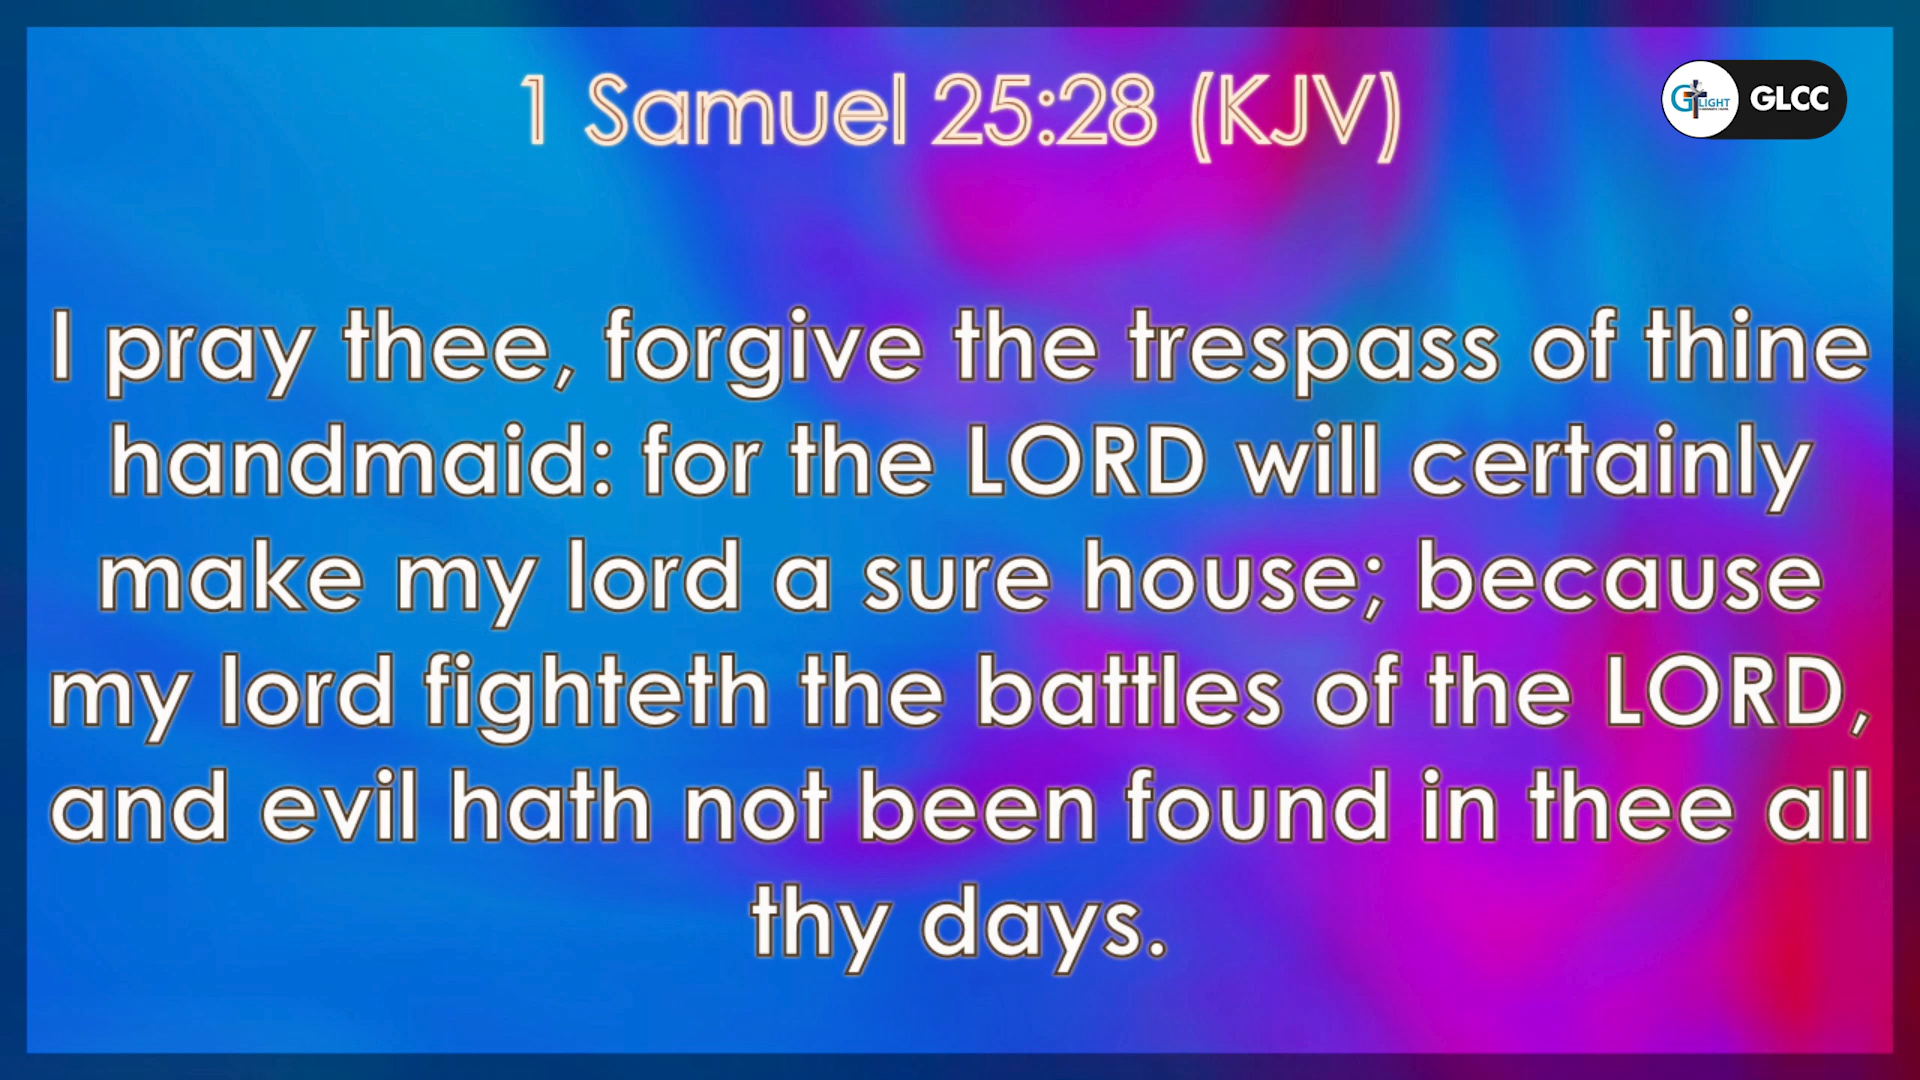 1 Samuel 25:28 (KJV)
GLIGHT
GLCC
I pray thee, forgive the trespass of thine
handmaid: for the LORD will certainly
make my lord a sure house; because
my lord fighteth the battles of the LORD,
and evil hath not been found in thee all
thy days.